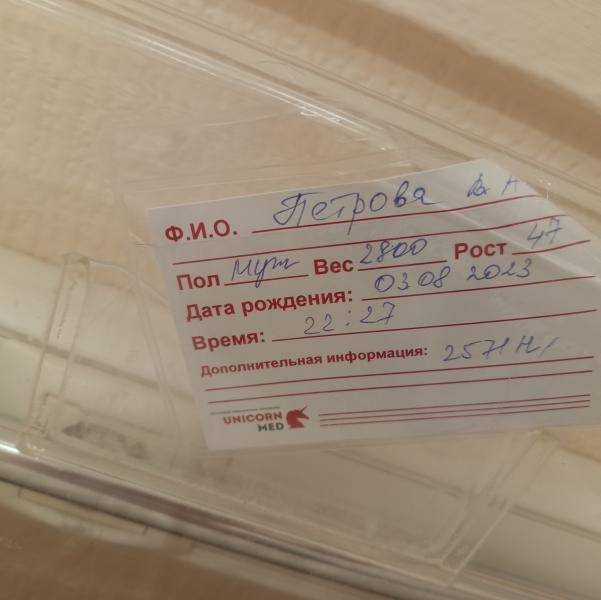 Ф.И.О. Петрова
Пол муж Вес 2800 Рост 47
Дата рождения: 03 08 2023
Время: 22:27
Дополнительная информация: 2571
UNICORN
MED